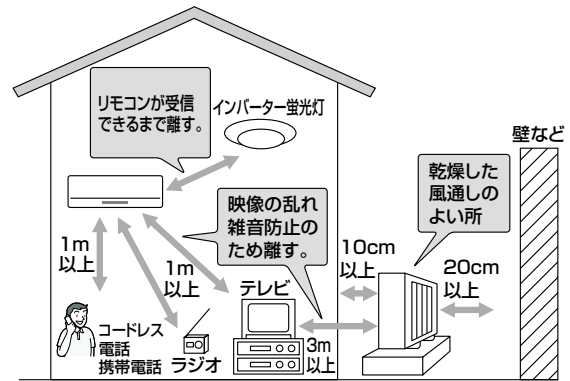 リモコンが受信
できるまで離す。
インバーター蛍光灯
壁など
乾燥した
風通しの
よい所
映像の乱れ
雑音防止の
ため離す。
1m
以上
1m
以上
テレビ
10cm
以上
20cm
以上
コードレス
電話
携帯電話
ラジオ
3m
以上